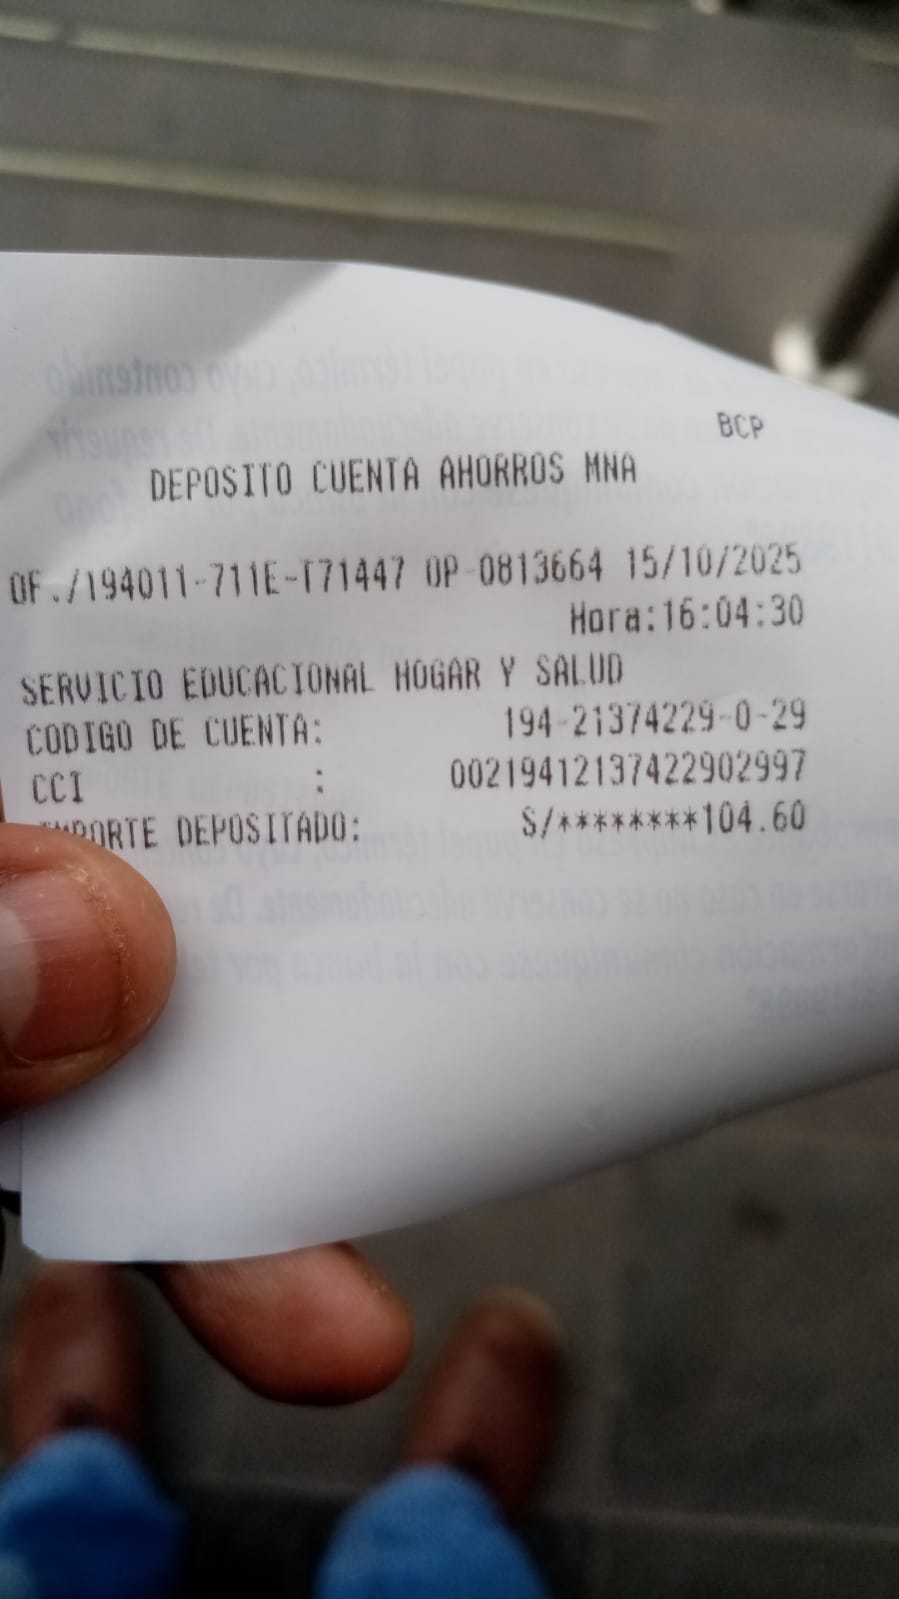 BCP
DEPOSITO CUENTA AHORROS MNA
OF./194011-711E-T71447 OP-0813664 15/10/2025
Hora:16:04:30
SERVICIO EDUCACIONAL HOGAR Y SALUD
CODIGO DE CUENTA: 194-21374229-0-29
CCI : 00219412137422902997
IMPORTE DEPOSITADO: S/********104.60